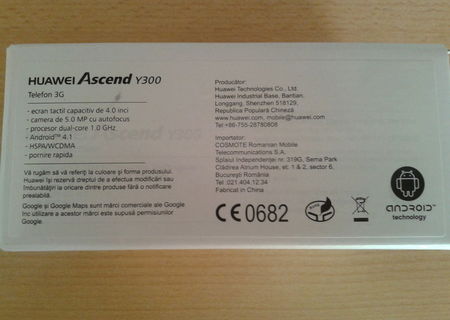 HUAWEI Ascend Y300
Telefon 3G
- ecran tactil capacitiv de 4.0 inci
- camera de 5.0 MP cu autofocus
- procesor dual-core 1.0 GHz
- Android™ 4.1
- HSPA/WCDMA
- pornire rapida
Vă rugăm să vă referiți la culoare și forma produsului.
Huawei își rezervă dreptul de a efectua modificări sau
îmbunătățiri la oricare dintre produse fără o notificare
prealabilă.
Google și Google Maps sunt mărci comerciale ale Google
Inc utilizare a acestor mărci este supusă permisiunilor
Google.
Producător:
Huawei Technologies Co., Ltd.
Huawei Industrial Base, Bantian,
Longgang, Shenzhen 518129,
Republica Populară Chineză
www.huawei.com, mobile@huawei.com
Tel:+86-755-28780808
Importator:
COSMOTE Romanian Mobile
Telecommunications S.A.
Splaiul Independenței nr. 319G, Sema Park
Clădirea Atrium House, et. 1 & 2, sector 6,
București România
Tel: 021.404.12.34
Fabricat in China
CE0682
ANDROID™
technology